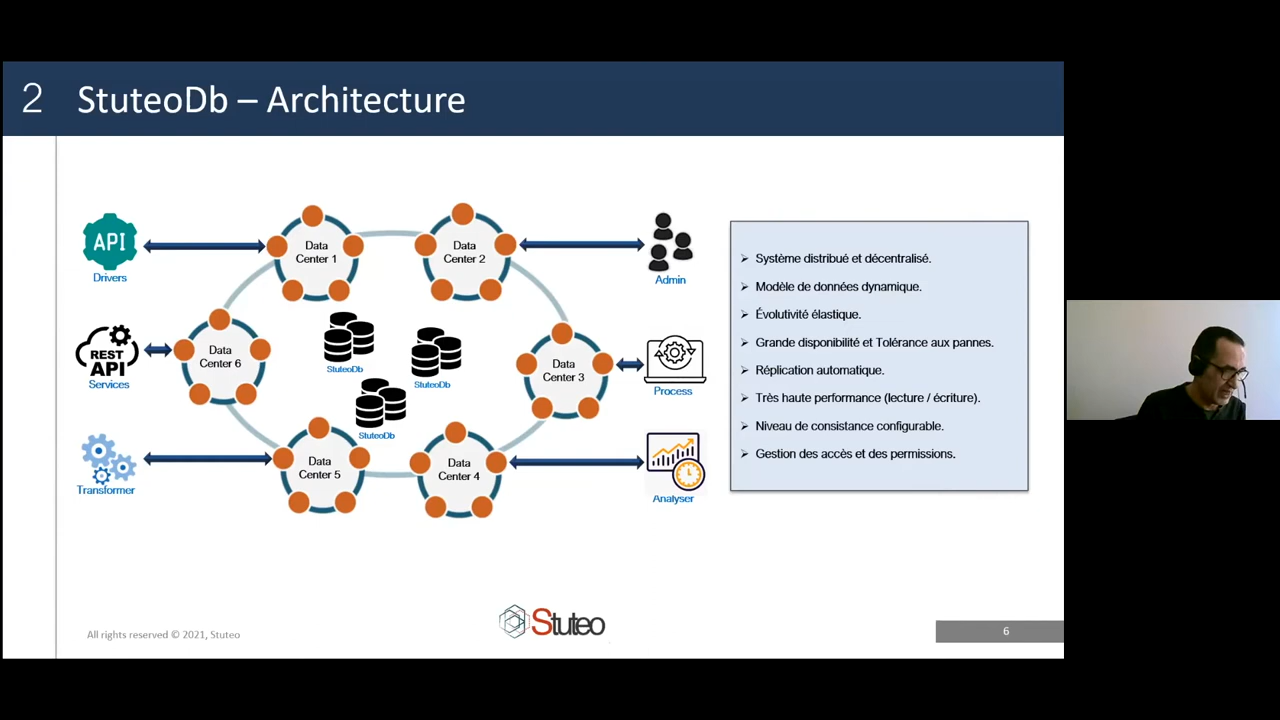 2 StuteoDb – Architecture
API
Drivers
REST
API
Services
Transformer
Data
Center 1
Data
Center 2
Data
Center 3
Data
Center 4
Data
Center 5
Data
Center 6
StuteoDb
StuteoDb
StuteoDb
Admin
Process
Analyser
Système distribué et décentralisé.
Modèle de données dynamique.
Évolutivité élastique.
Grande disponibilité et Tolérance aux pannes.
Réplication automatique.
Très haute performance (lecture / écriture).
Niveau de consistance configurable.
Gestion des accès et des permissions.
All rights reserved © 2021, Stuteo
Stuteo
6